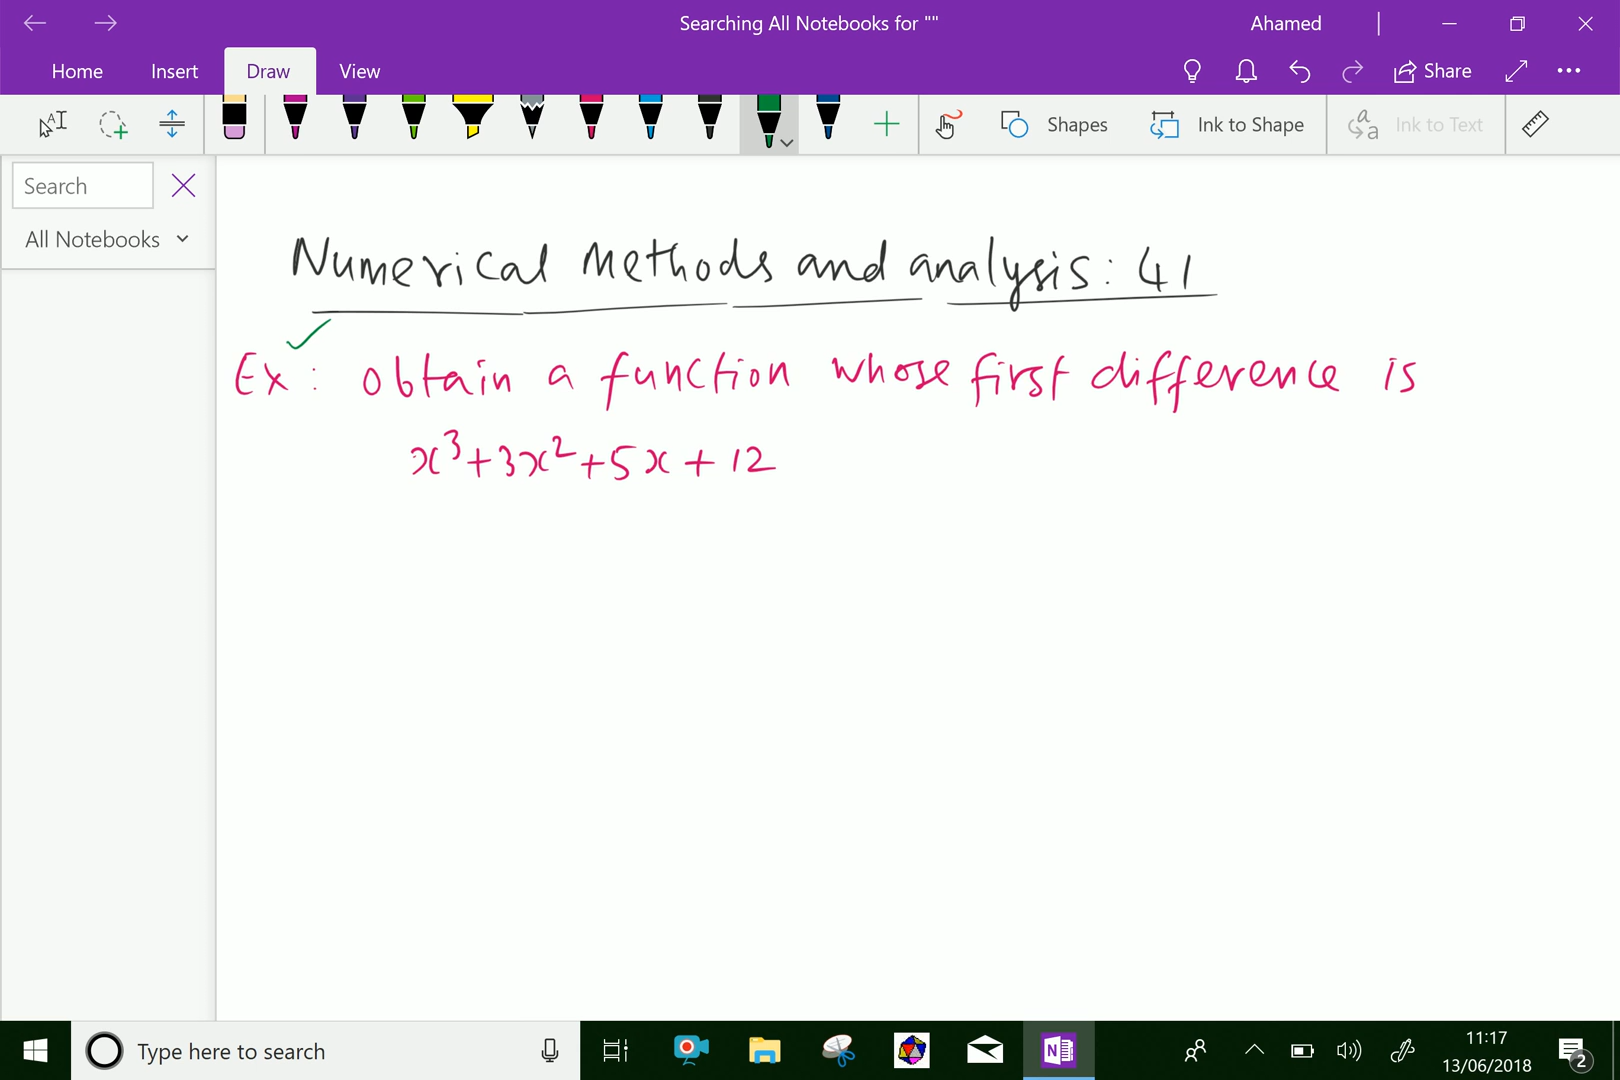 Searching All Notebooks for ""
Ahamed
Home Insert Draw View
Share
Shapes Ink to Shape Ink to Text
Search
All Notebooks
Numerical Methods and analysis: 41
Ex: obtain a function whose first difference is
x³+3x²+5x+12
Type here to search
11:17
13/06/2018
2